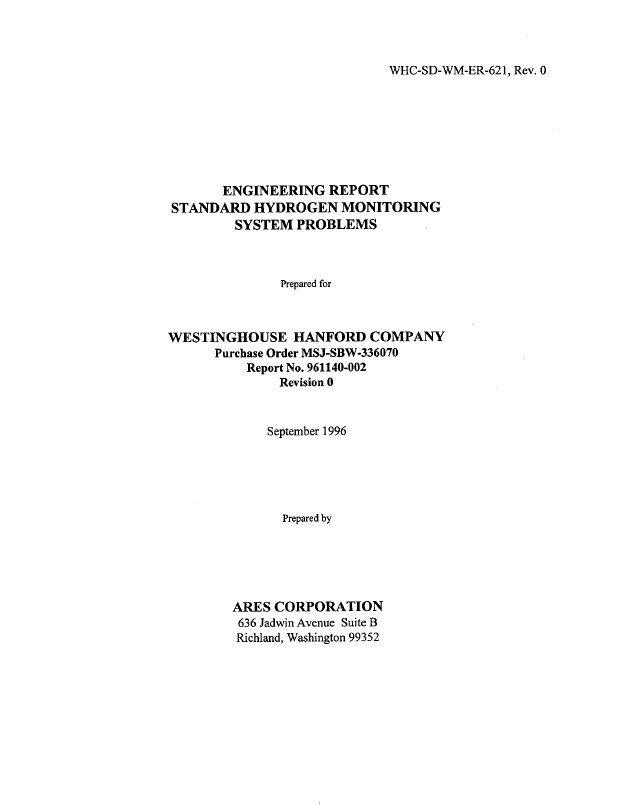 WHC-SD-WM-ER-621, Rev. 0
ENGINEERING REPORT
STANDARD HYDROGEN MONITORING
SYSTEM PROBLEMS
Prepared for
WESTINGHOUSE HANFORD COMPANY
Purchase Order MSJ-SBW-336070
Report No. 961140-002
Revision 0
September 1996
Prepared by
ARES CORPORATION
636 Jadwin Avenue Suite B
Richland, Washington 99352